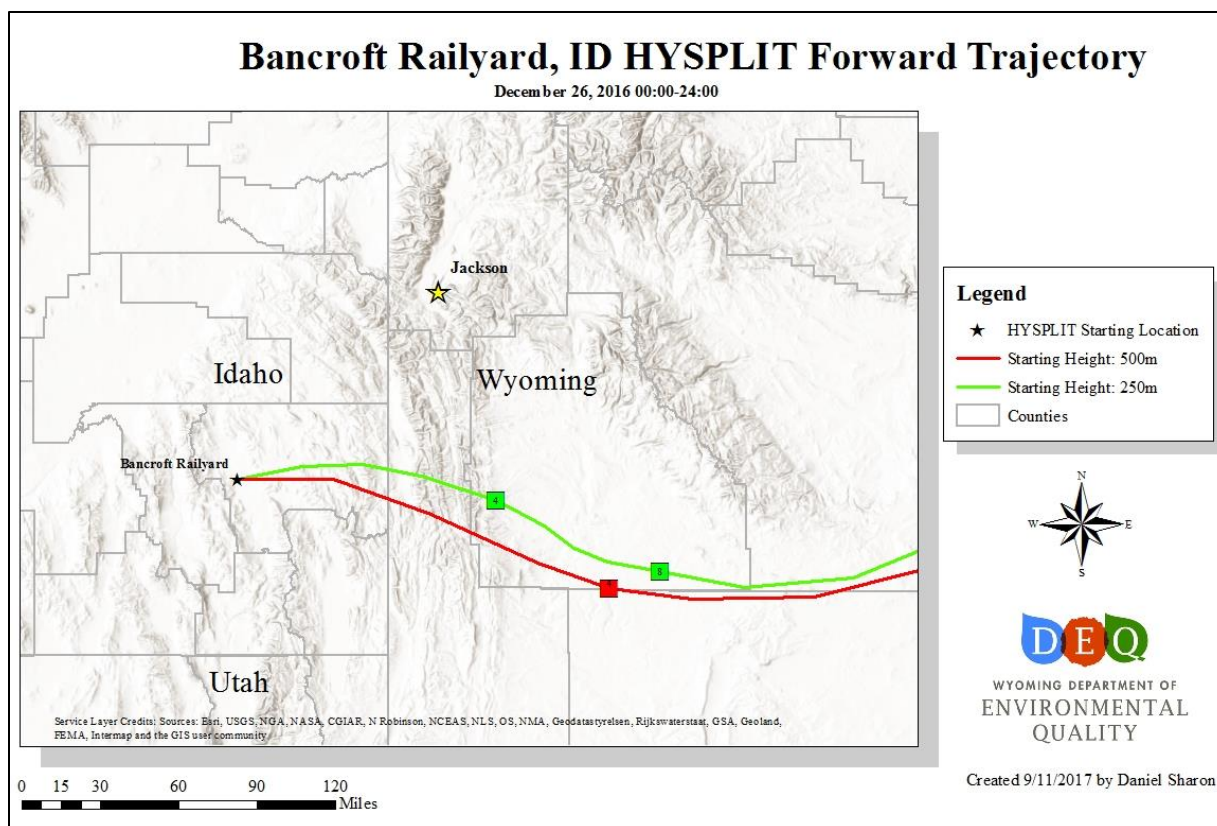 Bancroft Railyard, ID HYSPLIT Forward Trajectory
December 26, 2016 00:00-24:00
Jackson
Idaho
Wyoming
Bancroft Railyard
4
8
Utah
Service Layer Credits: Sources: Esri, USGS, NGA, NASA, CGIAR, N Robinson, NCEAS, NLS, OS, NMA, Geodatastyrelsen, Rijkswaterstaat, GSA, Geoland,
FEMA, Intermap and the GIS user community
Legend
HYSPLIT Starting Location
Starting Height: 500m
Starting Height: 250m
Counties
N
W E
S
DEQ
WYOMING DEPARTMENT OF
ENVIRONMENTAL
QUALITY
Created 9/11/2017 by Daniel Sharon
0 15 30 60 90 120
Miles